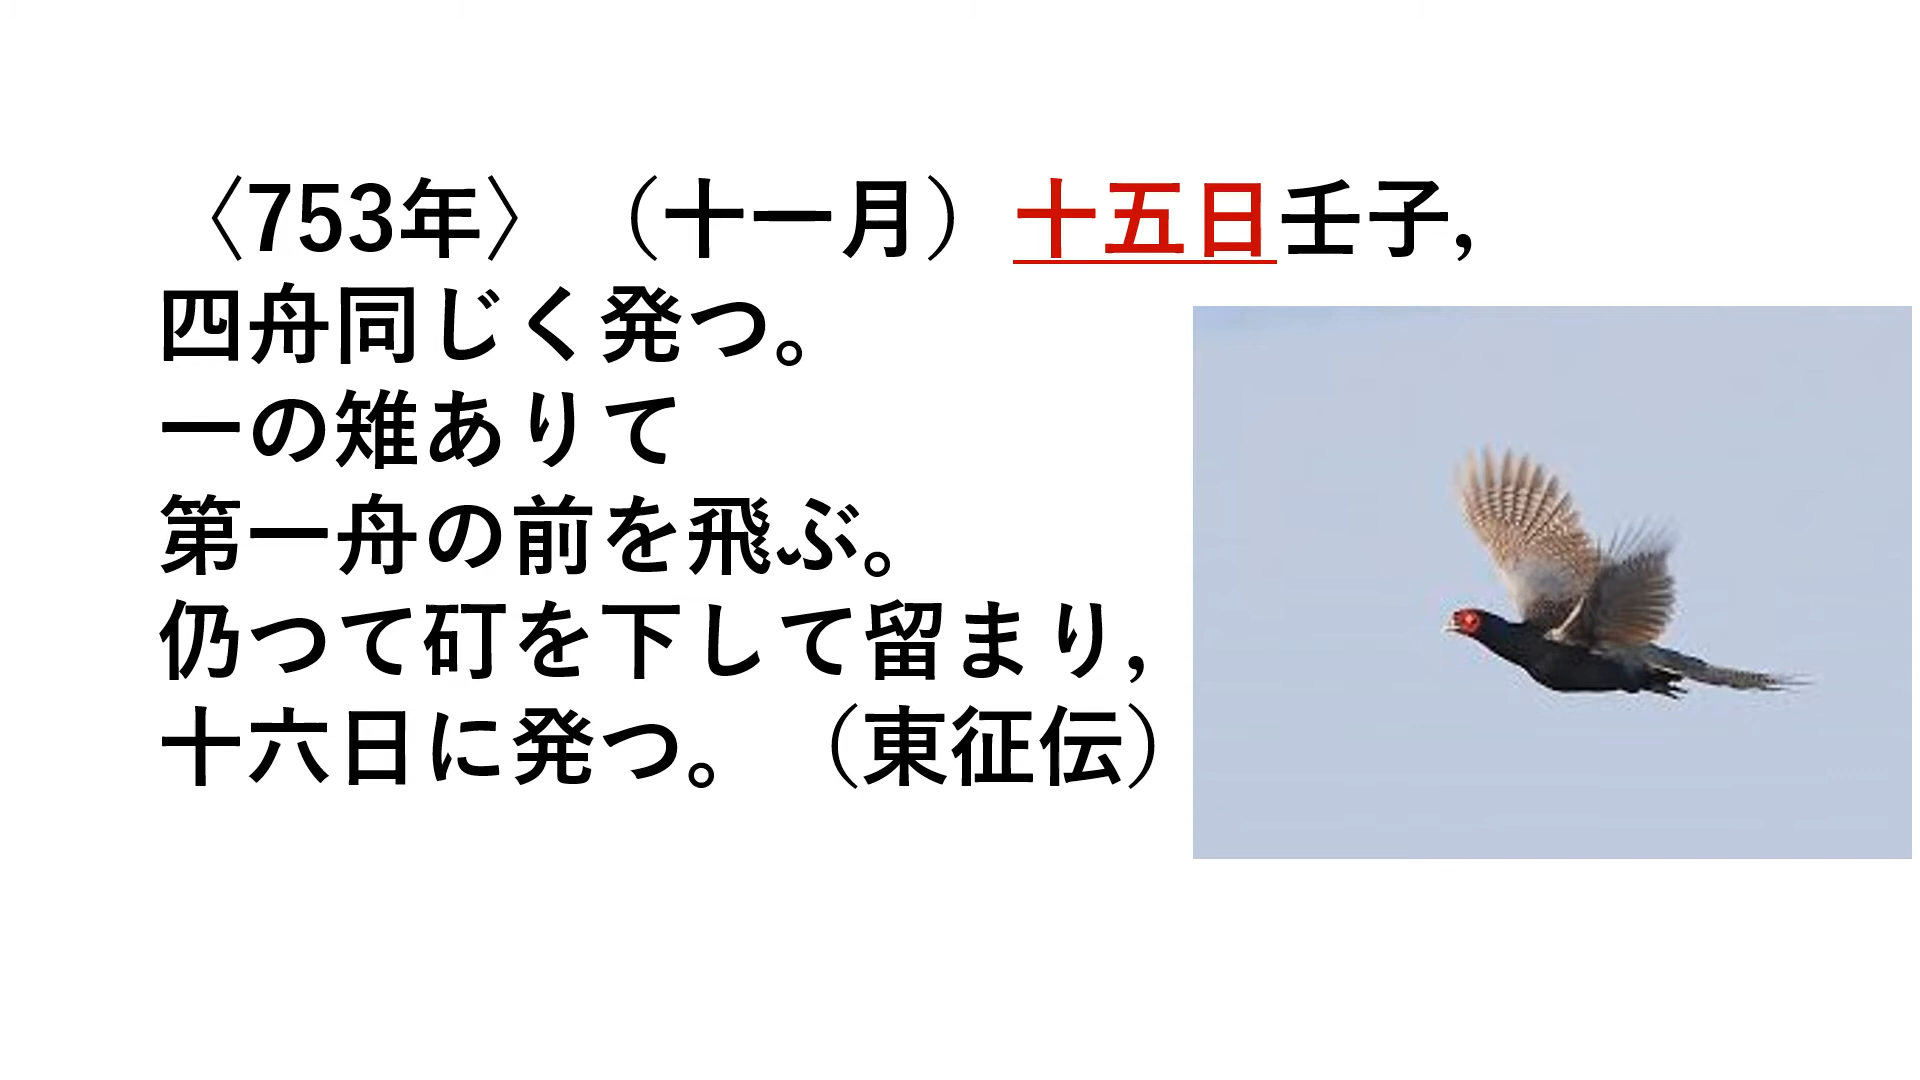 〈753年〉（十一月）十五日壬子，
四舟同じく発つ。
一の雉ありて
第一舟の前を飛ぶ。
仍つて矴を下して留まり，
十六日に発つ。（東征伝）